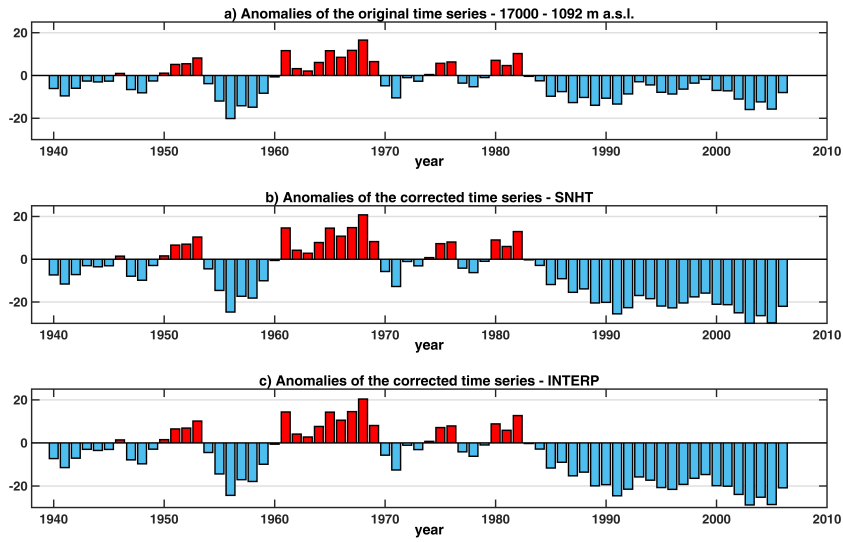 a) Anomalies of the original time series - 17000 - 1092 m a.s.l.
20
0
-20
1940 1950 1960 1970 1980 1990 2000 2010
year
b) Anomalies of the corrected time series - SNHT
20
0
-20
1940 1950 1960 1970 1980 1990 2000 2010
year
c) Anomalies of the corrected time series - INTERP
20
0
-20
1940 1950 1960 1970 1980 1990 2000 2010
year